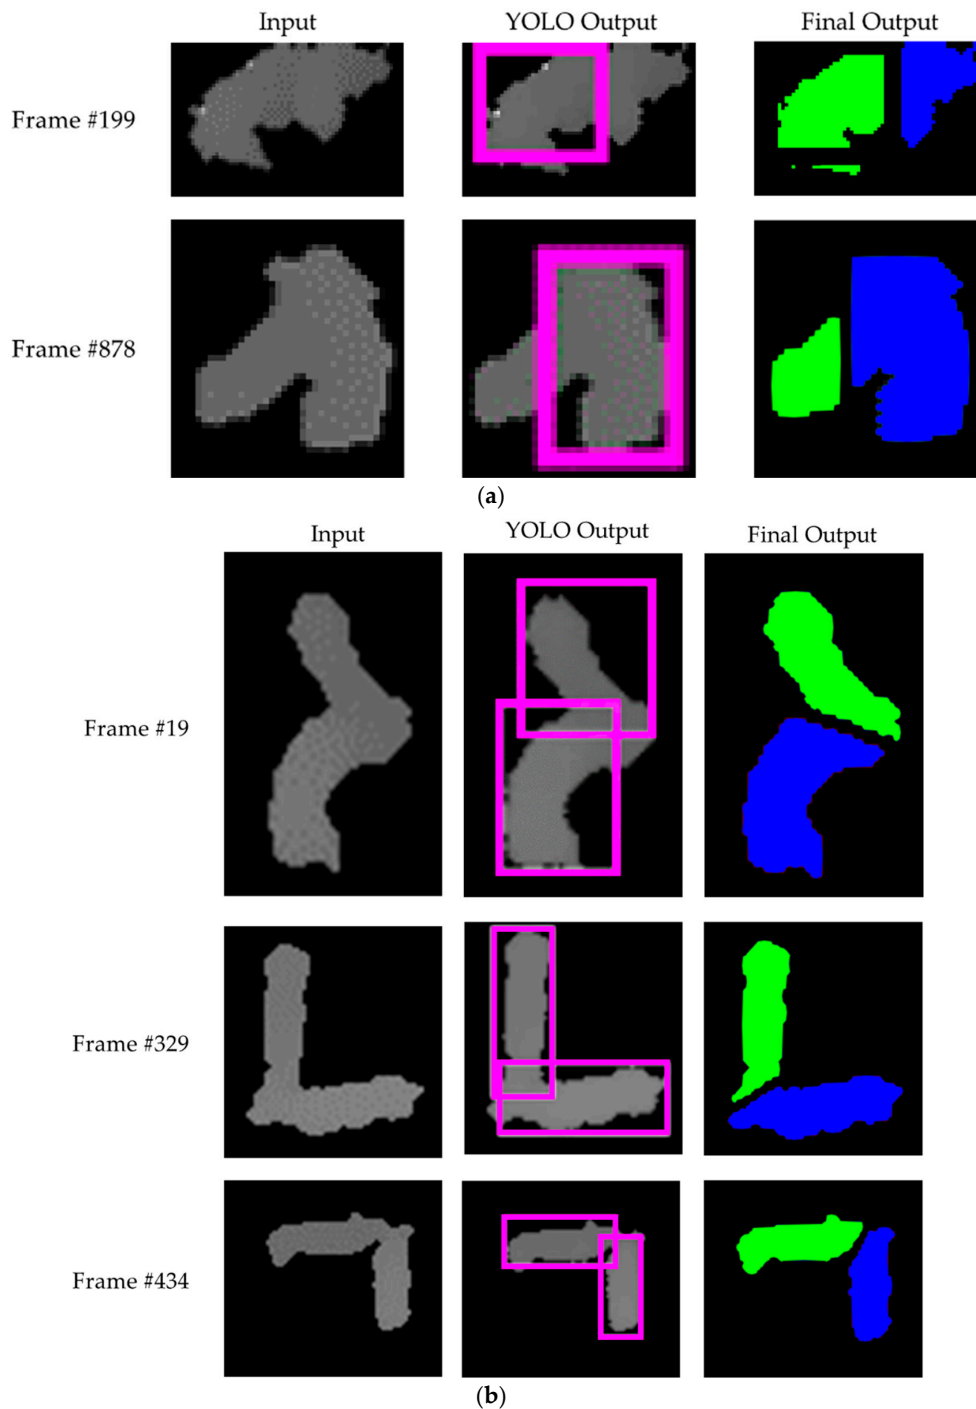 Input YOLO Output Final Output
Frame #199
Frame #878
(a)
Input YOLO Output Final Output
Frame #19
Frame #329
Frame #434
(b)